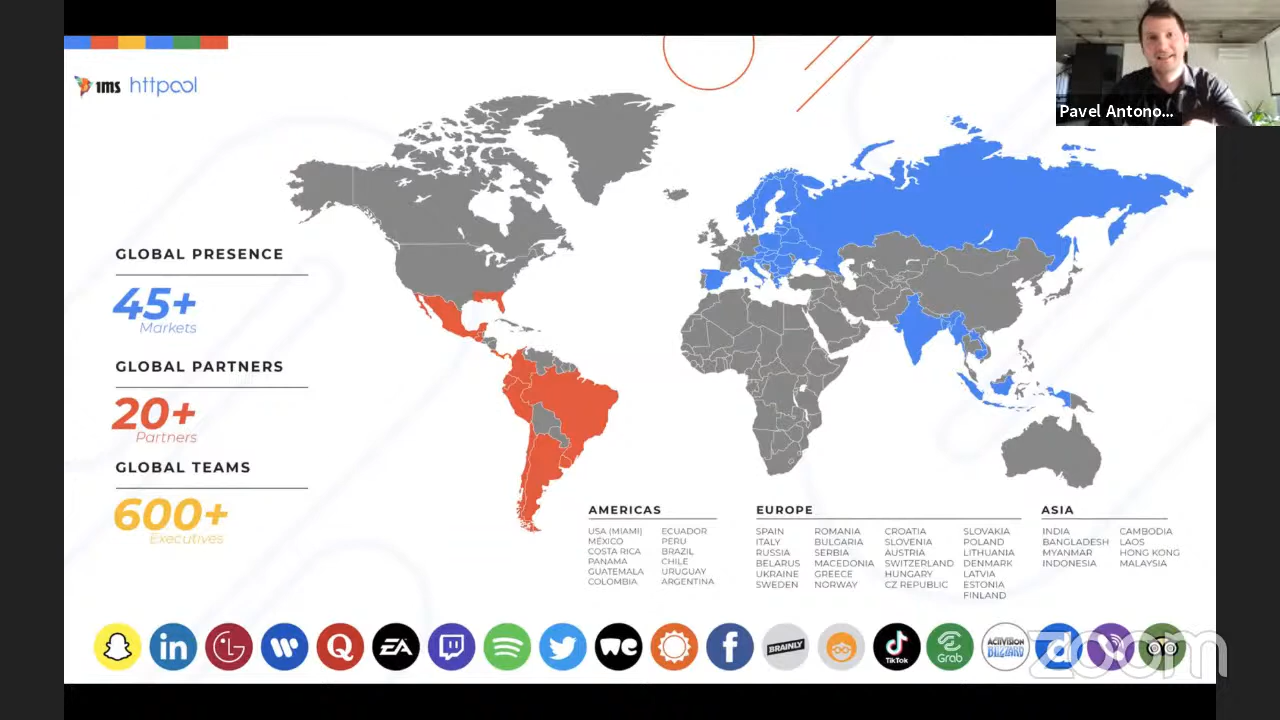 Pavel Antono...
IMS httpool
GLOBAL PRESENCE
45+
Markets
GLOBAL PARTNERS
20+
Partners
GLOBAL TEAMS
600+
Executives
AMERICAS
USA (MIAMI) ECUADOR
MÉXICO PERU
COSTA RICA BRAZIL
PANAMA CHILE
GUATEMALA URUGUAY
COLOMBIA ARGENTINA
EUROPE
SPAIN ROMANIA CROATIA SLOVAKIA
ITALY BULGARIA SLOVENIA POLAND
RUSSIA SERBIA AUSTRIA LITHUANIA
BELARUS MACEDONIA SWITZERLAND DENMARK
UKRAINE GREECE HUNGARY LATVIA
SWEDEN NORWAY CZ REPUBLIC ESTONIA
FINLAND
ASIA
INDIA CAMBODIA
BANGLADESH LAOS
MYANMAR HONG KONG
INDONESIA MALAYSIA
in LG W Q EA we f BRAINLY TikTok Grab ACTIVISION BLIZZARD d
zoom